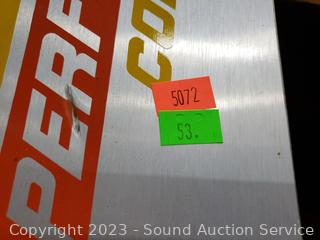 PERF
CO
5072
53.
Copyright 2023 - Sound Auction Service